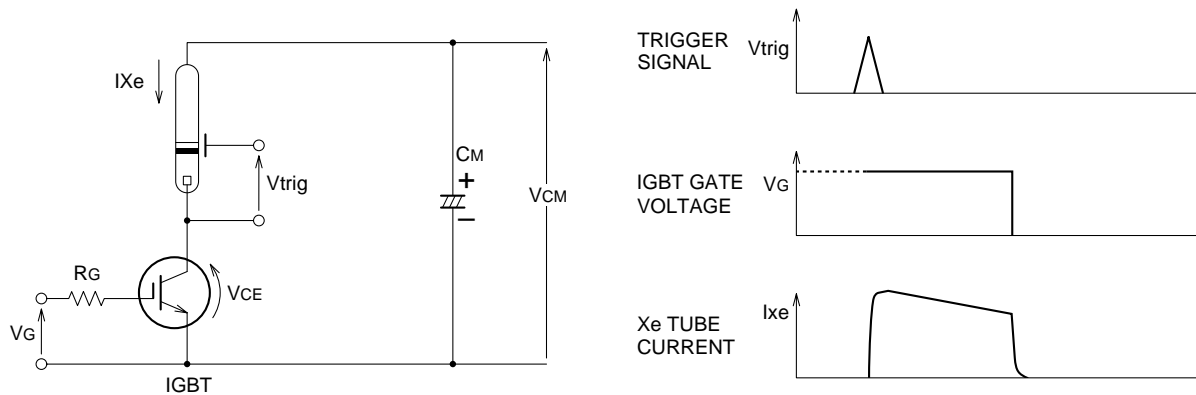 IXe
Vtrig
CM
+
–
VCM
RG
VCE
VG
IGBT
TRIGGER
SIGNAL
Vtrig
IGBT GATE
VOLTAGE
VG
Xe TUBE
CURRENT
Ixe